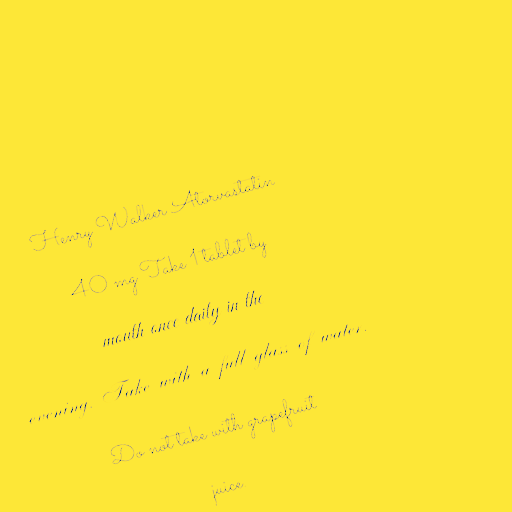 Henry Walker Atorvastatin
40 mg Take 1 tablet by
mouth once daily in the
evening. Take with a full glass of water.
Do not take with grapefruit
juice